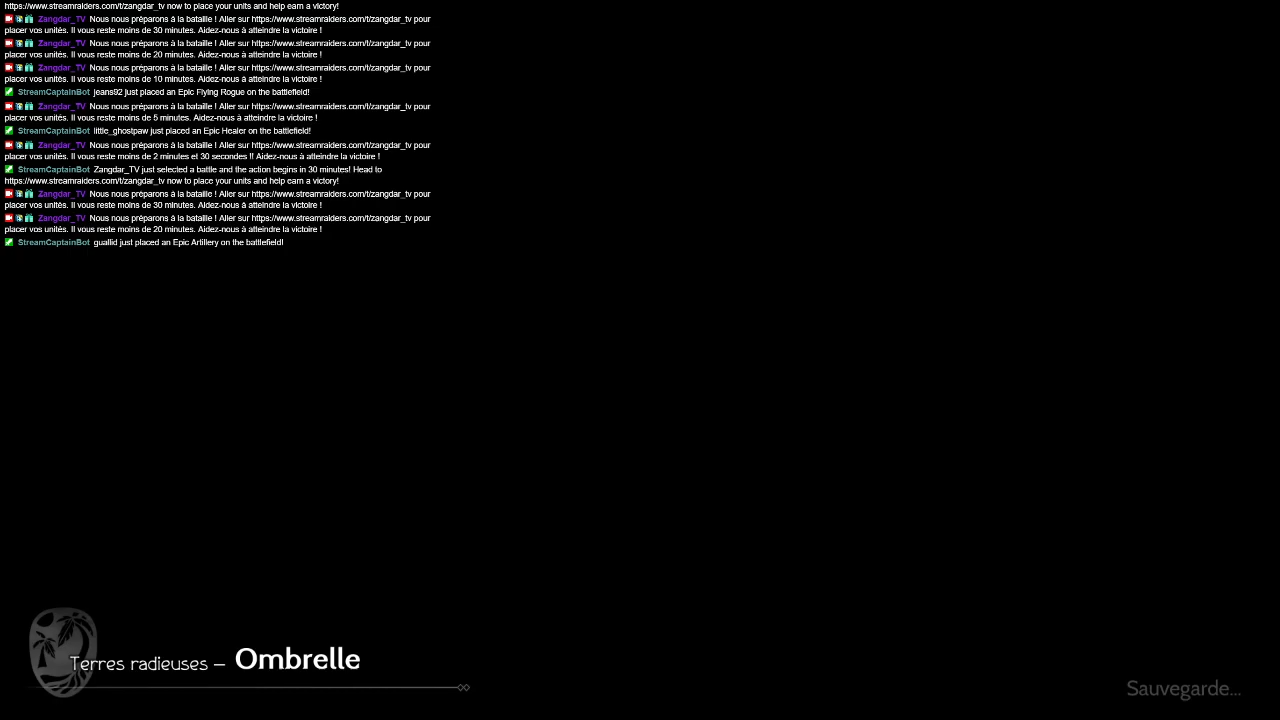 https://www.streamraiders.com/t/zangdar_tv now to place your units and help earn a victory!
Zangdar_TV Nous nous préparons à la bataille ! Aller sur https://www.streamraiders.com/t/zangdar_tv pour
placer vos unités. Il vous reste moins de 30 minutes. Aidez-nous à atteindre la victoire !
Zangdar_TV Nous nous préparons à la bataille ! Aller sur https://www.streamraiders.com/t/zangdar_tv pour
placer vos unités. Il vous reste moins de 20 minutes. Aidez-nous à atteindre la victoire !
Zangdar_TV Nous nous préparons à la bataille ! Aller sur https://www.streamraiders.com/t/zangdar_tv pour
placer vos unités. Il vous reste moins de 10 minutes. Aidez-nous à atteindre la victoire !
StreamCaptainBot jeans92 just placed an Epic Flying Rogue on the battlefield!
Zangdar_TV Nous nous préparons à la bataille ! Aller sur https://www.streamraiders.com/t/zangdar_tv pour
placer vos unités. Il vous reste moins de 5 minutes. Aidez-nous à atteindre la victoire !
StreamCaptainBot little_ghostpaw just placed an Epic Healer on the battlefield!
Zangdar_TV Nous nous préparons à la bataille ! Aller sur https://www.streamraiders.com/t/zangdar_tv pour
placer vos unités. Il vous reste moins de 2 minutes et 30 secondes !! Aidez-nous à atteindre la victoire !
StreamCaptainBot Zangdar_TV just selected a battle and the action begins in 30 minutes! Head to
https://www.streamraiders.com/t/zangdar_tv now to place your units and help earn a victory!
Zangdar_TV Nous nous préparons à la bataille ! Aller sur https://www.streamraiders.com/t/zangdar_tv pour
placer vos unités. Il vous reste moins de 30 minutes. Aidez-nous à atteindre la victoire !
Zangdar_TV Nous nous préparons à la bataille ! Aller sur https://www.streamraiders.com/t/zangdar_tv pour
placer vos unités. Il vous reste moins de 20 minutes. Aidez-nous à atteindre la victoire !
StreamCaptainBot guallid just placed an Epic Artillery on the battlefield!
Terres radieuses – Ombrelle
Sauvegarde...